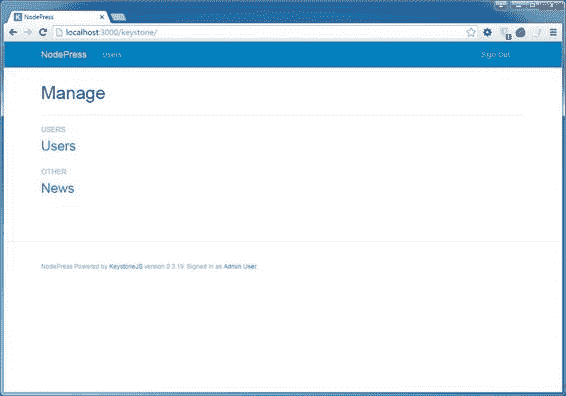 NodePress
localhost:3000/keystone/
NodePress Users Sign Out
Manage
USERS
Users
OTHER
News
NodePress Powered by KeystoneJS version 0.3.19. Signed in as Admin User.